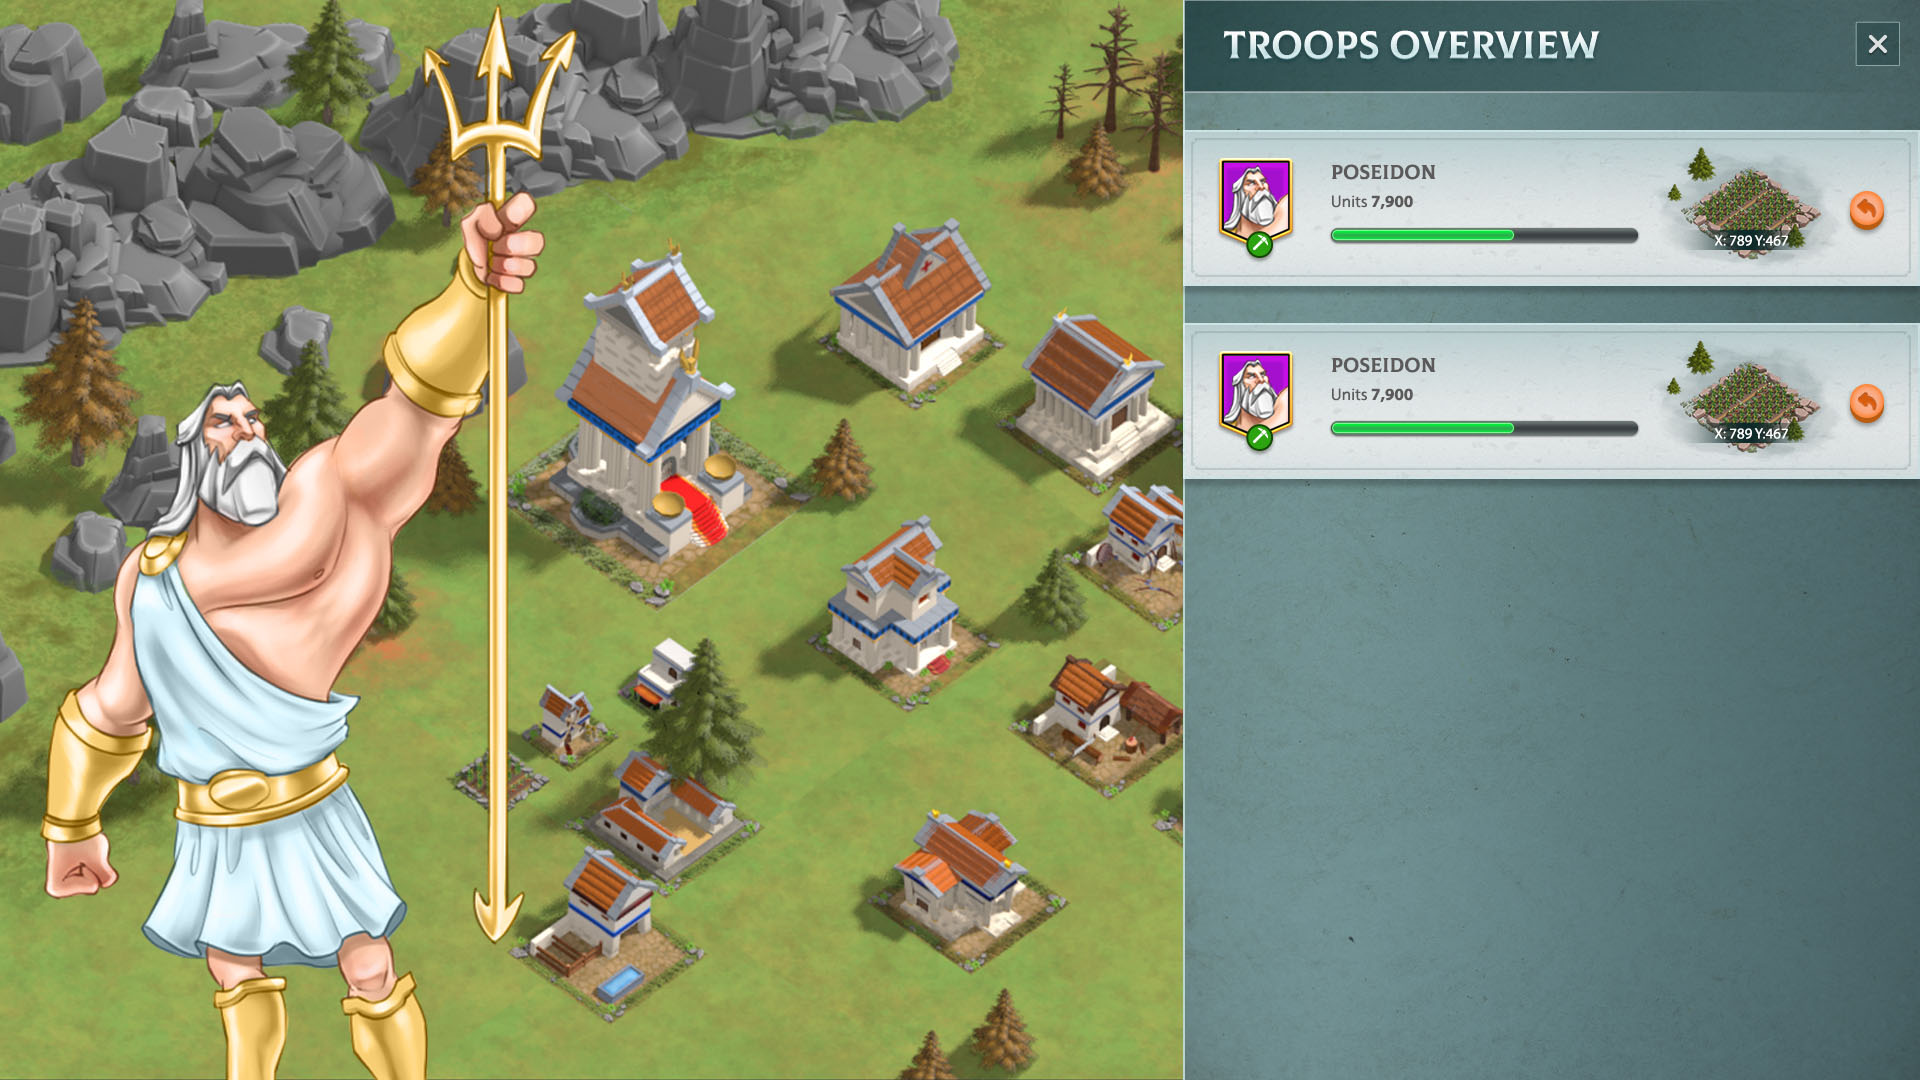 TROOPS OVERVIEW
POSEIDON
Units 7,900
X: 789 Y:467
POSEIDON
Units 7,900
X: 789 Y:467